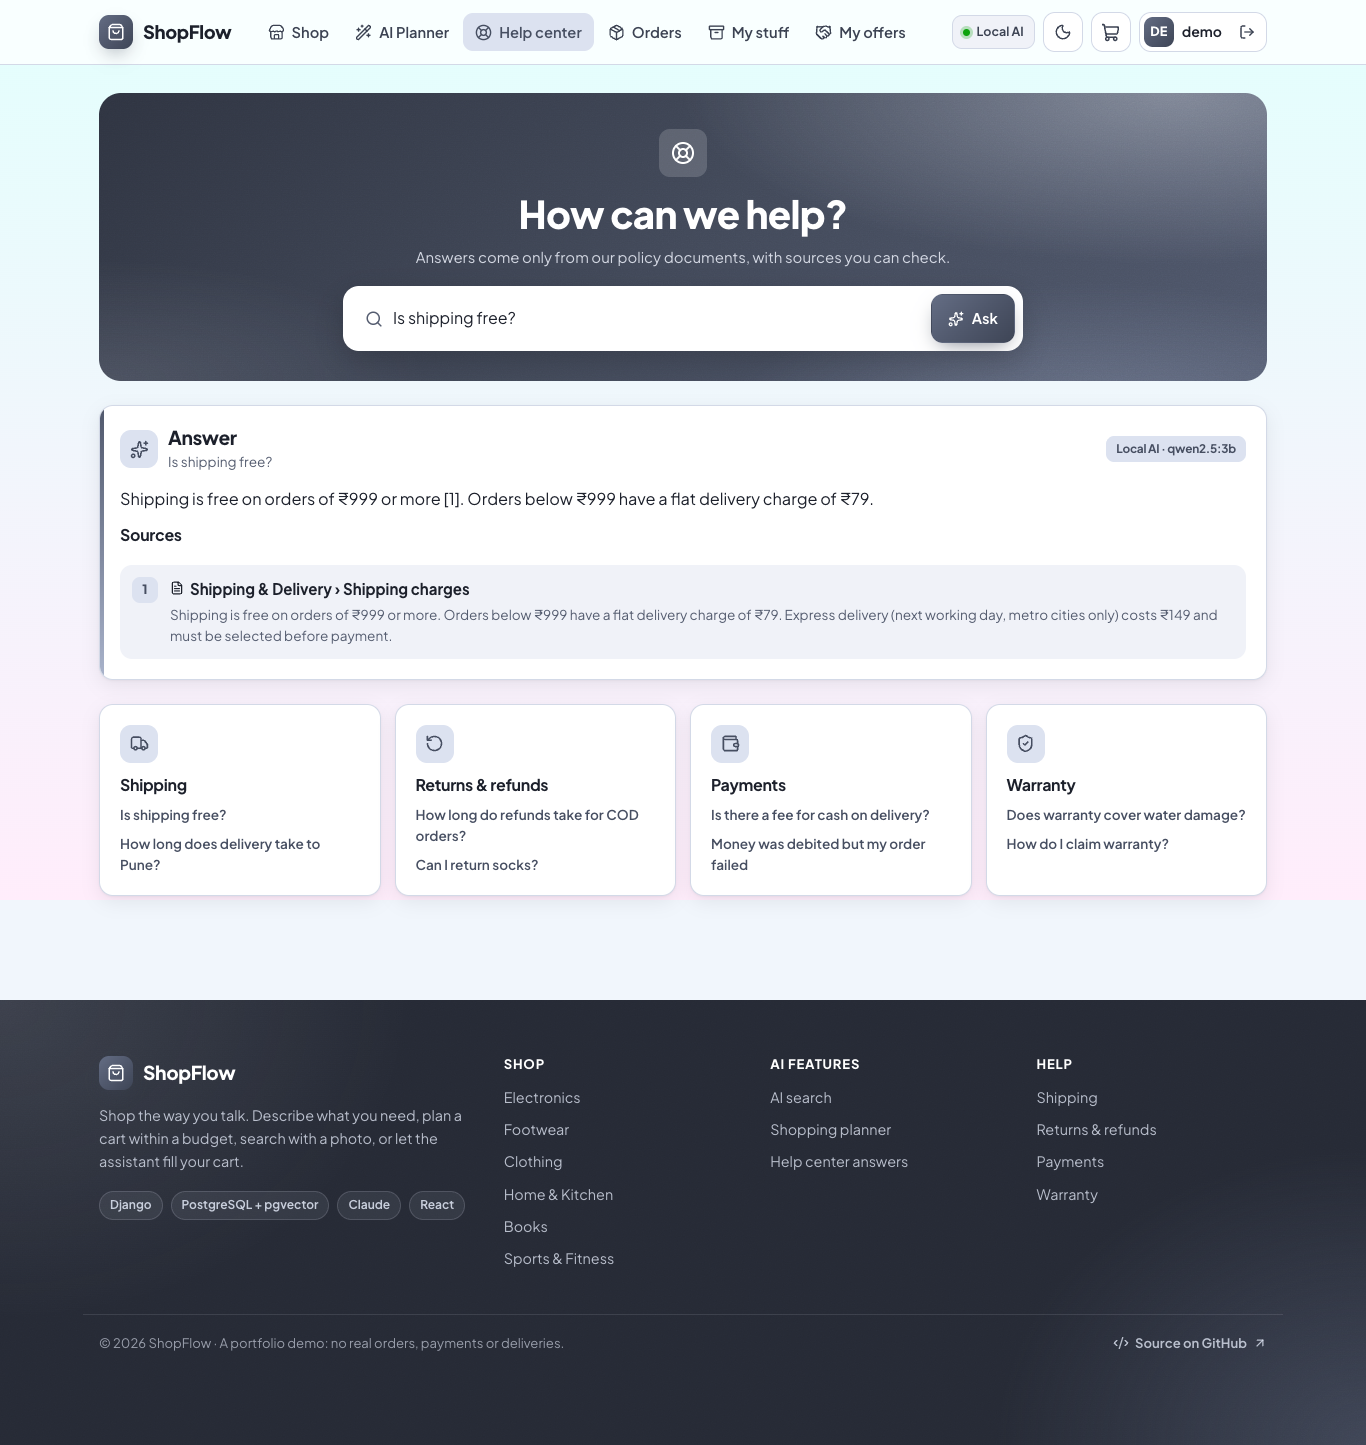 ShopFlow
Shop
AI Planner
Help center
Orders
My stuff
My offers
Local AI
DE
demo
How can we help?
Answers come only from our policy documents, with sources you can check.
Is shipping free?
Ask
Answer
Is shipping free?
Local AI · qwen2.5:3b
Shipping is free on orders of ₹999 or more [1]. Orders below ₹999 have a flat delivery charge of ₹79.
Sources
1
Shipping & Delivery › Shipping charges
Shipping is free on orders of ₹999 or more. Orders below ₹999 have a flat delivery charge of ₹79. Express delivery (next working day, metro cities only) costs ₹149 and
must be selected before payment.
Shipping
Is shipping free?
How long does delivery take to
Pune?
Returns & refunds
How long do refunds take for COD
orders?
Can I return socks?
Payments
Is there a fee for cash on delivery?
Money was debited but my order
failed
Warranty
Does warranty cover water damage?
How do I claim warranty?
ShopFlow
Shop the way you talk. Describe what you need, plan a
cart within a budget, search with a photo, or let the
assistant fill your cart.
Django
PostgreSQL + pgvector
Claude
React
SHOP
Electronics
Footwear
Clothing
Home & Kitchen
Books
Sports & Fitness
AI FEATURES
AI search
Shopping planner
Help center answers
HELP
Shipping
Returns & refunds
Payments
Warranty
© 2026 ShopFlow · A portfolio demo: no real orders, payments or deliveries.
Source on GitHub